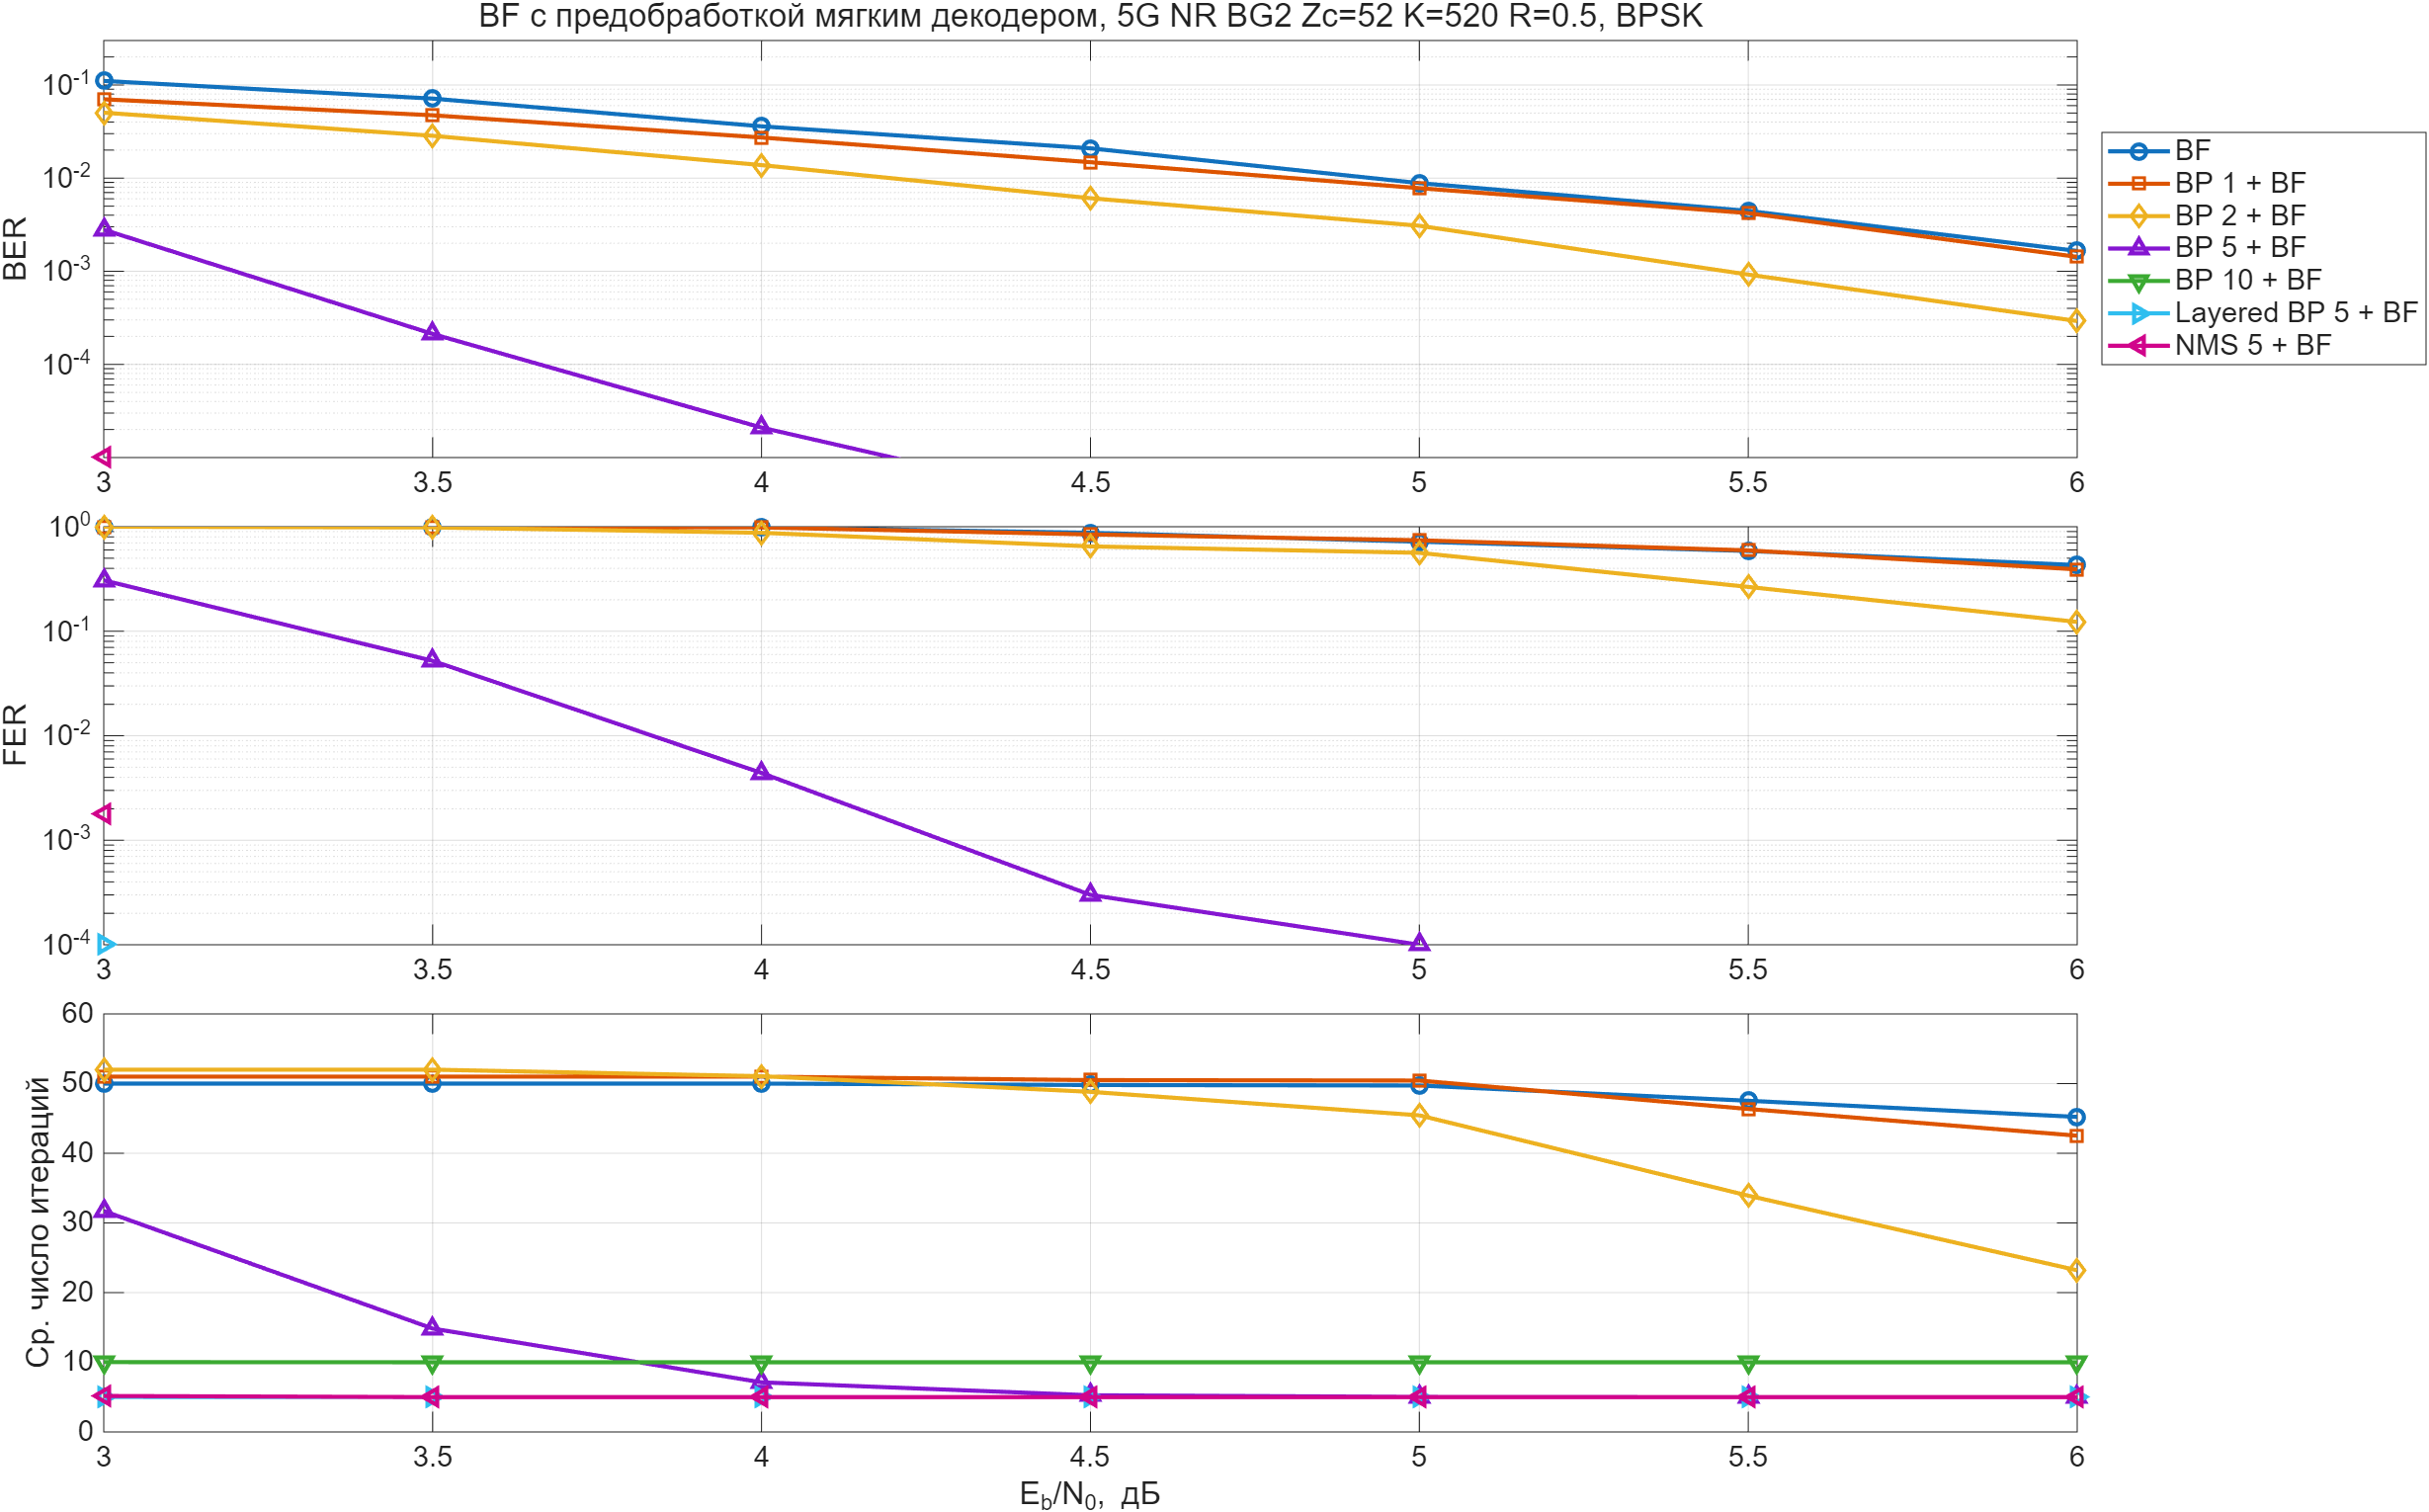 BF с предобработкой мягким декодером, 5G NR BG2 Zc=52 K=520 R=0.5, BPSK
BER
10^-1
10^-2
10^-3
10^-4
3 3.5 4 4.5 5 5.5 6
BF
BP 1 + BF
BP 2 + BF
BP 5 + BF
BP 10 + BF
Layered BP 5 + BF
NMS 5 + BF
FER
10^0
10^-1
10^-2
10^-3
10^-4
3 3.5 4 4.5 5 5.5 6
Ср. число итераций
60
50
40
30
20
10
0
3 3.5 4 4.5 5 5.5 6
E_b/N_0, дБ